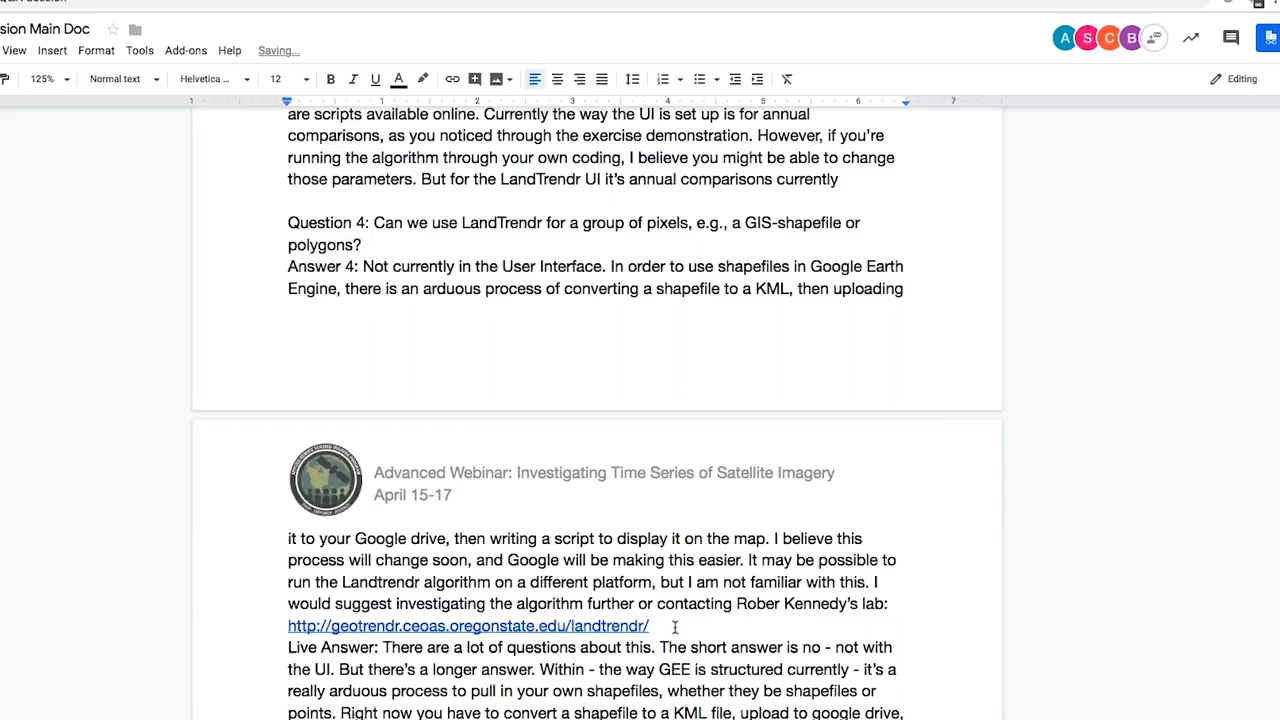 sion Main Doc
View Insert Format Tools Add-ons Help Saving...
A S C B
125% Normal text Helvetica ... 12 B I U A Editing
1 1 2 3 4 5 6 7
are scripts available online. Currently the way the UI is set up is for annual
comparisons, as you noticed through the exercise demonstration. However, if you're
running the algorithm through your own coding, I believe you might be able to change
those parameters. But for the LandTrendr UI it's annual comparisons currently
Question 4: Can we use LandTrendr for a group of pixels, e.g., a GIS-shapefile or
polygons?
Answer 4: Not currently in the User Interface. In order to use shapefiles in Google Earth
Engine, there is an arduous process of converting a shapefile to a KML, then uploading
Advanced Webinar: Investigating Time Series of Satellite Imagery
April 15-17
it to your Google drive, then writing a script to display it on the map. I believe this
process will change soon, and Google will be making this easier. It may be possible to
run the Landtrendr algorithm on a different platform, but I am not familiar with this. I
would suggest investigating the algorithm further or contacting Rober Kennedy's lab:
http://geotrendr.ceoas.oregonstate.edu/landtrendr/
Live Answer: There are a lot of questions about this. The short answer is no - not with
the UI. But there's a longer answer. Within - the way GEE is structured currently - it's a
really arduous process to pull in your own shapefiles, whether they be shapefiles or
points. Right now you have to convert a shapefile to a KML file, upload to google drive,